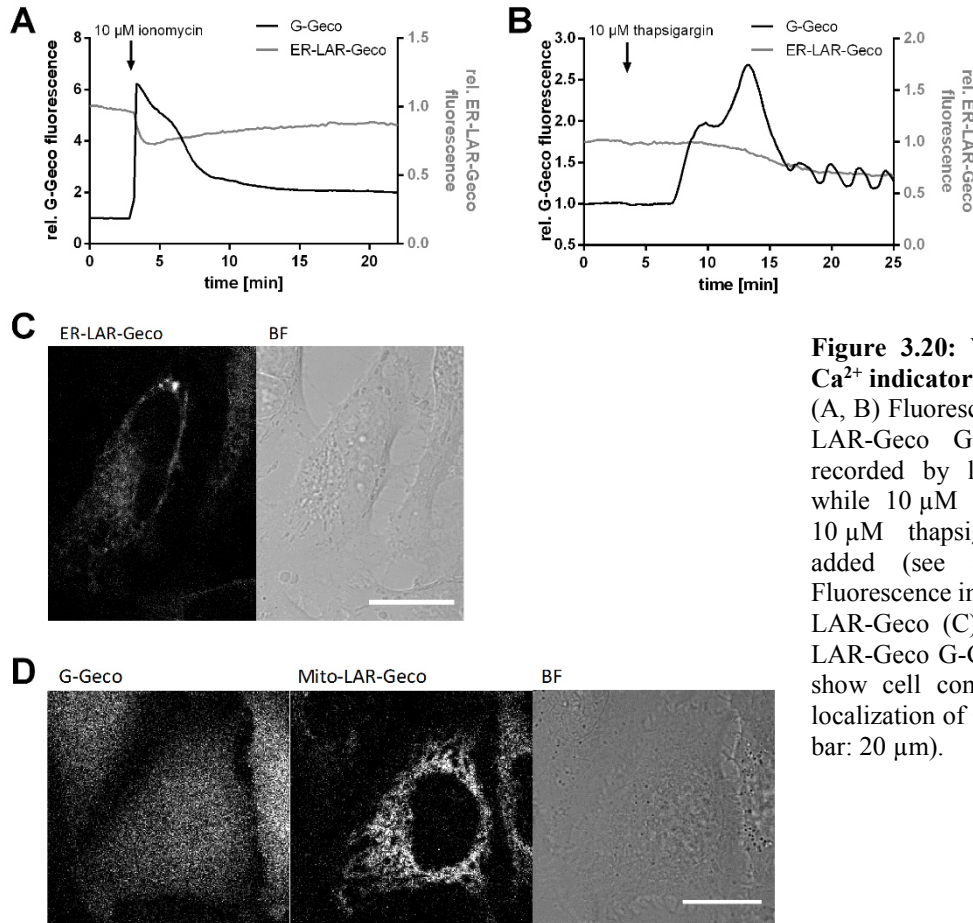 A
10 µM ionomycin
G-Geco
ER-LAR-Geco
rel. G-Geco fluorescence
8
6
4
2
0
rel. ER-LAR-Geco
fluorescence
1.5
1.0
0.5
0.0
0 5 10 15 20
time [min]
B
10 µM thapsigargin
G-Geco
ER-LAR-Geco
rel. G-Geco fluorescence
3.0
2.5
2.0
1.5
1.0
0.5
rel. ER-LAR-Geco
fluorescence
2.0
1.5
1.0
0.5
0.0
0 5 10 15 20 25
time [min]
C
ER-LAR-Geco BF
Figure 3.20:
Ca²⁺ indicator
(A, B) Fluoresc
LAR-Geco G
recorded by l
while 10 µM
10 µM thapsig
added (see
Fluorescence in
LAR-Geco (C)
LAR-Geco G-G
show cell con
localization of
bar: 20 µm).
D
G-Geco Mito-LAR-Geco BF